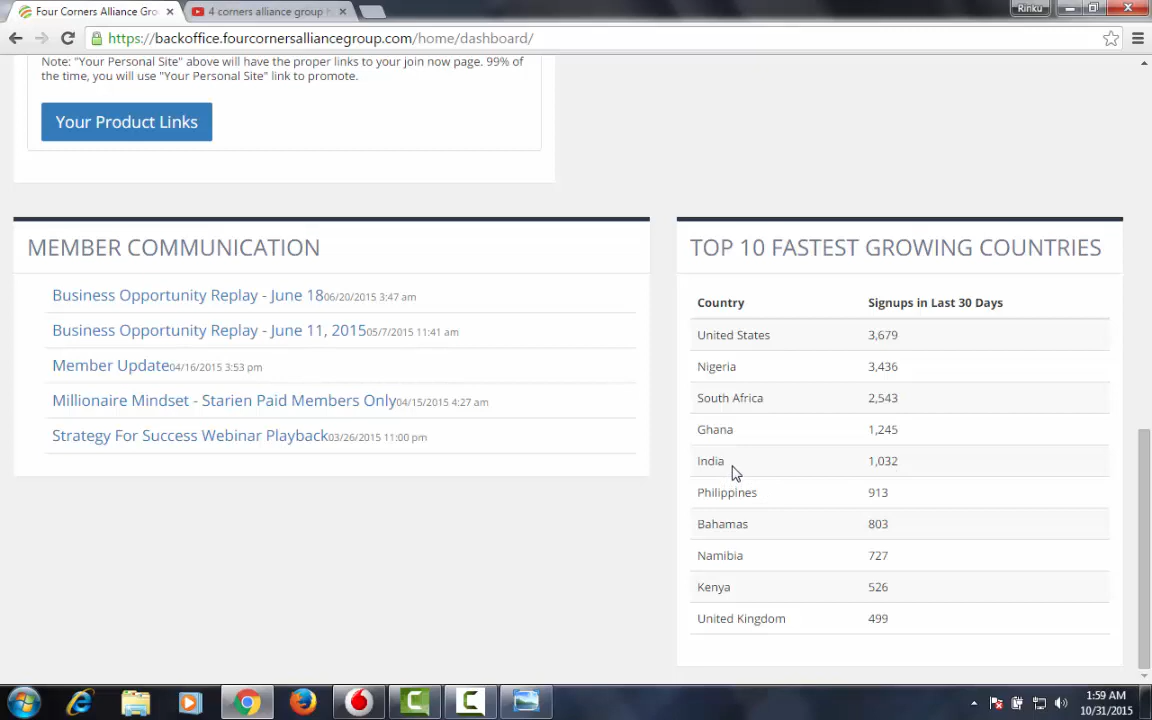 Four Corners Alliance Gro
4 corners alliance group
Rinku
https://backoffice.fourcornersalliancegroup.com/home/dashboard/
Note: "Your Personal Site" above will have the proper links to your join now page. 99% of
the time, you will use "Your Personal Site" link to promote.
Your Product Links
MEMBER COMMUNICATION
Business Opportunity Replay - June 18 06/20/2015 3:47 am
Business Opportunity Replay - June 11, 2015 05/7/2015 11:41 am
Member Update 04/16/2015 3:53 pm
Millionaire Mindset - Starien Paid Members Only 04/15/2015 4:27 am
Strategy For Success Webinar Playback 03/26/2015 11:00 pm
TOP 10 FASTEST GROWING COUNTRIES
Country Signups in Last 30 Days
United States 3,679
Nigeria 3,436
South Africa 2,543
Ghana 1,245
India 1,032
Philippines 913
Bahamas 803
Namibia 727
Kenya 526
United Kingdom 499
1:59 AM
10/31/2015